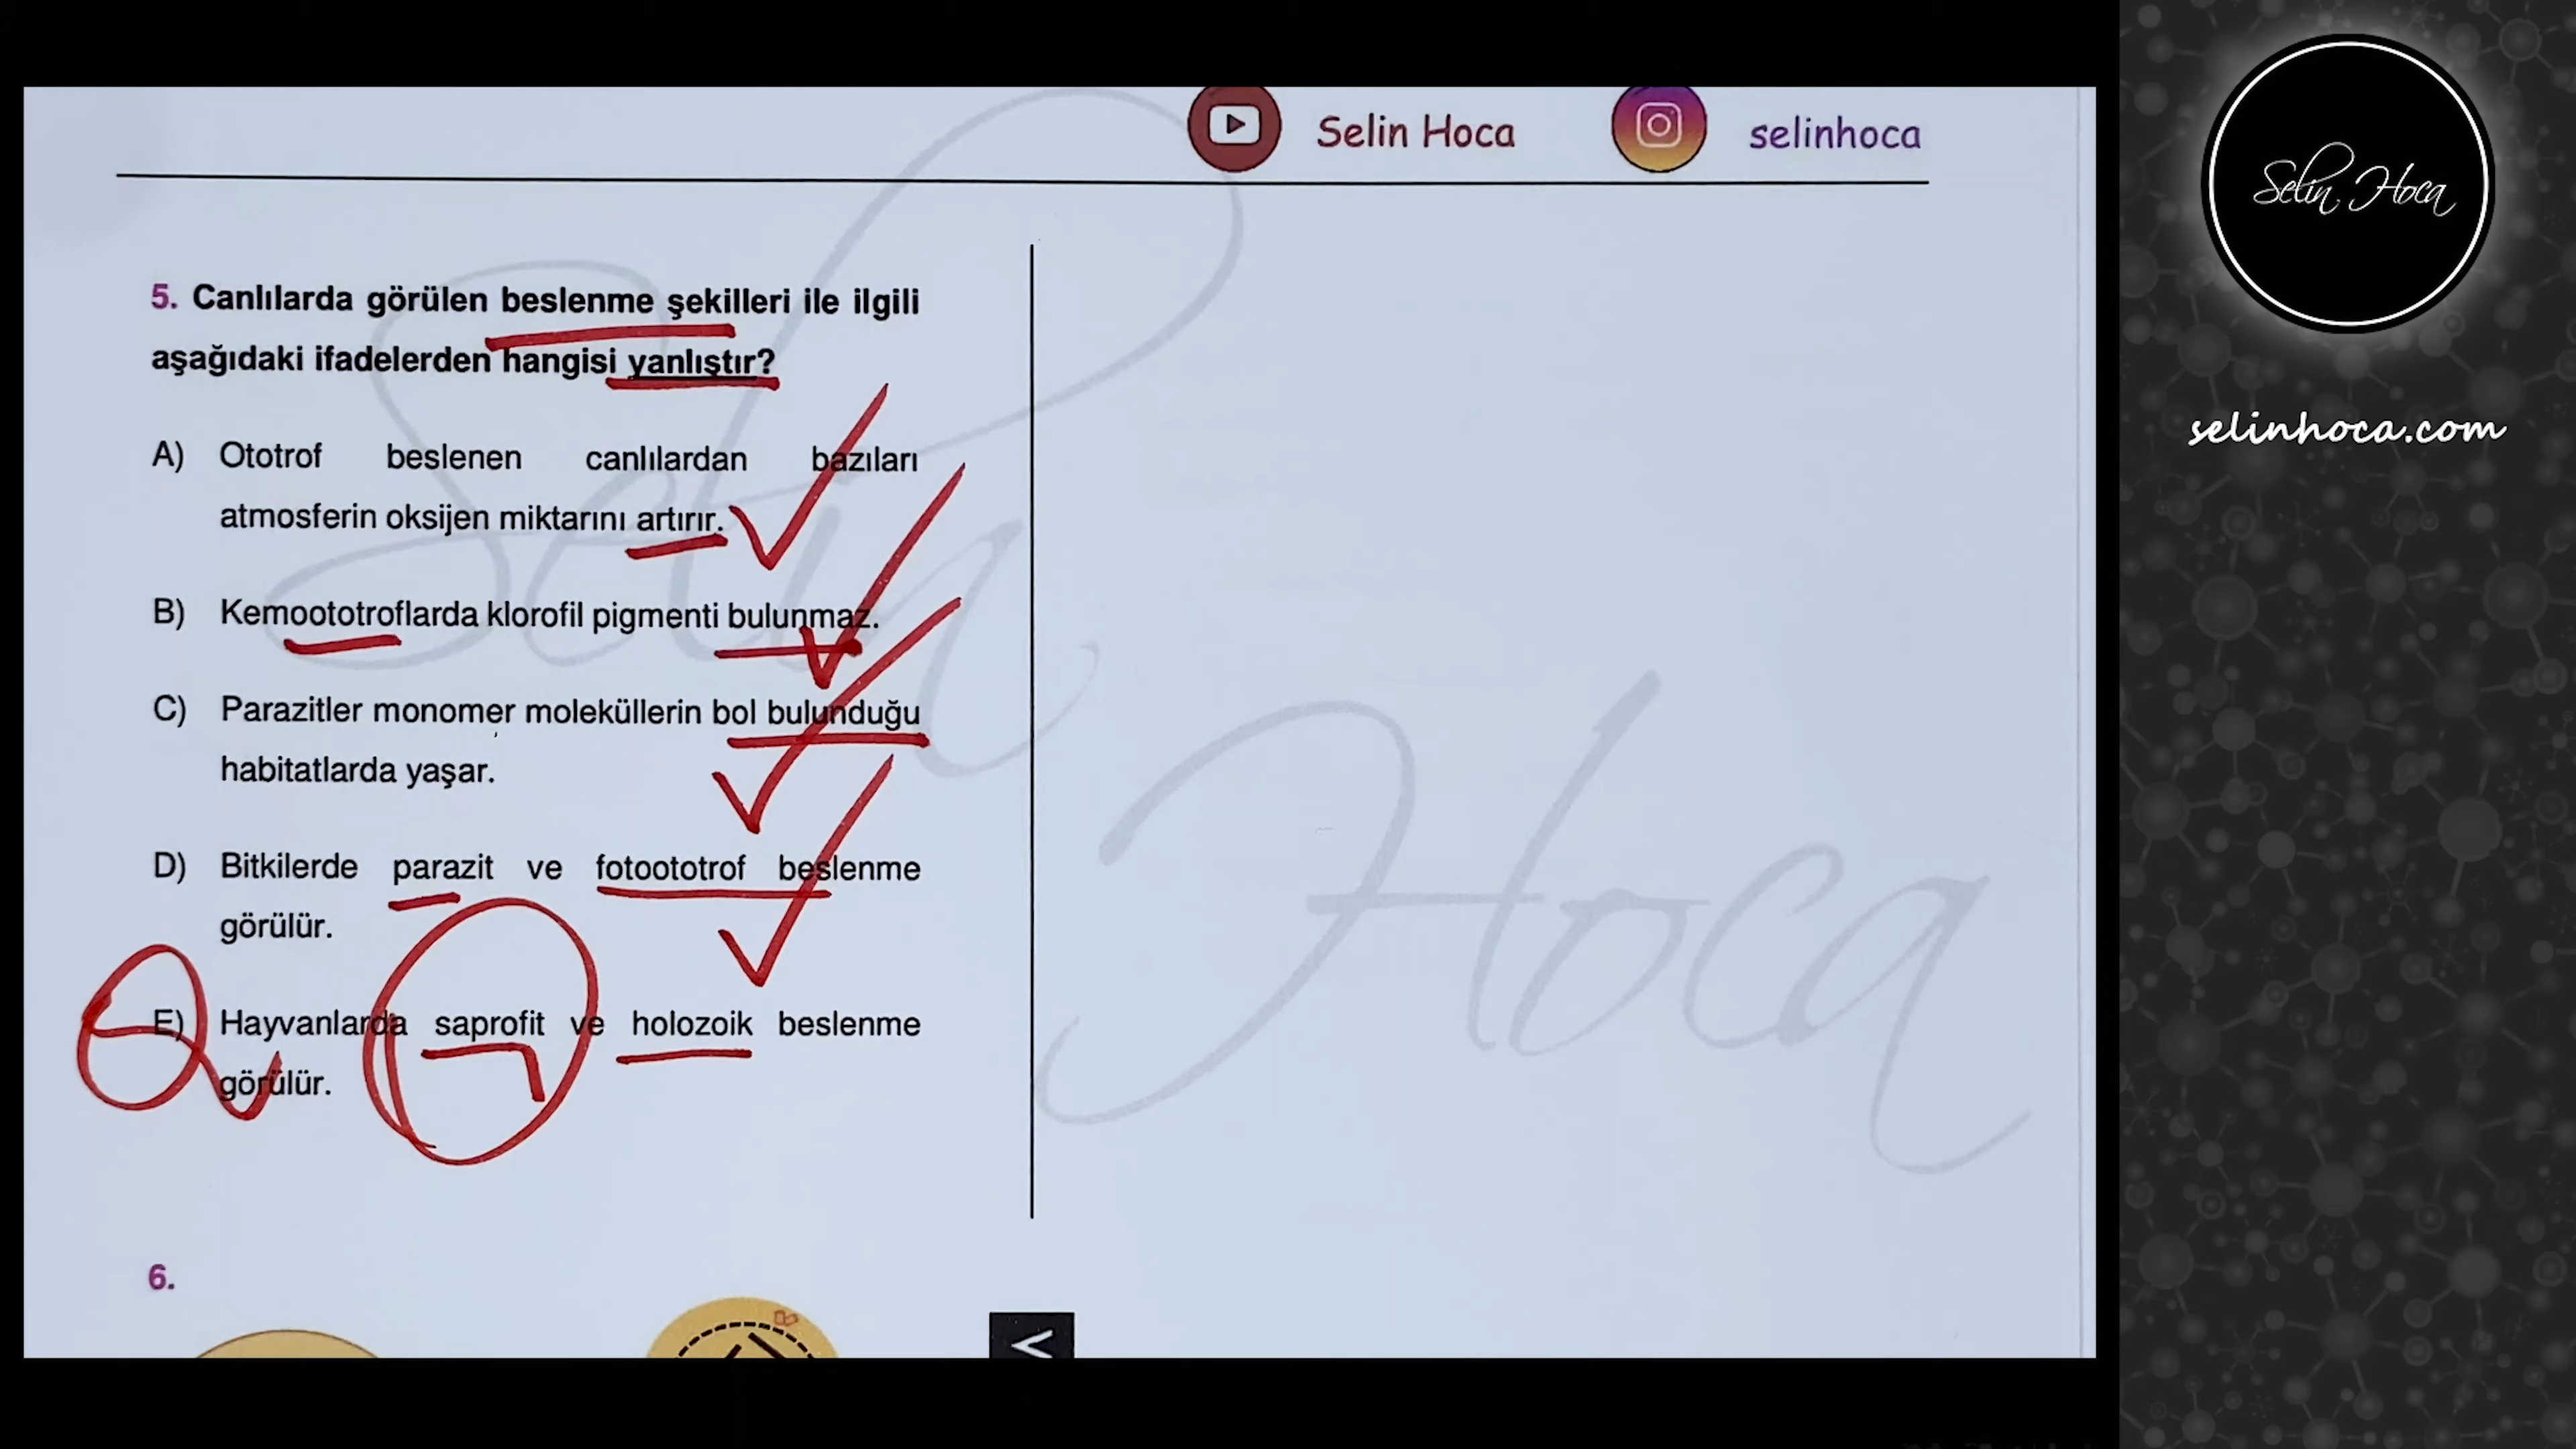 Selin Hoca
selinhoca
Selin Hoca
selinhoca.com
5. Canlılarda görülen beslenme şekilleri ile ilgili
aşağıdaki ifadelerden hangisi yanlıştır?
A) Ototrof beslenen canlılardan bazıları
atmosferin oksijen miktarını artırır.
B) Kemoototroflarda klorofil pigmenti bulunmaz.
C) Parazitler monomer moleküllerin bol bulunduğu
habitatlarda yaşar.
D) Bitkilerde parazit ve fotoototrof beslenme
görülür.
E) Hayvanlarda saprofit ve holozoik beslenme
görülür.
6.
Selin Hoca